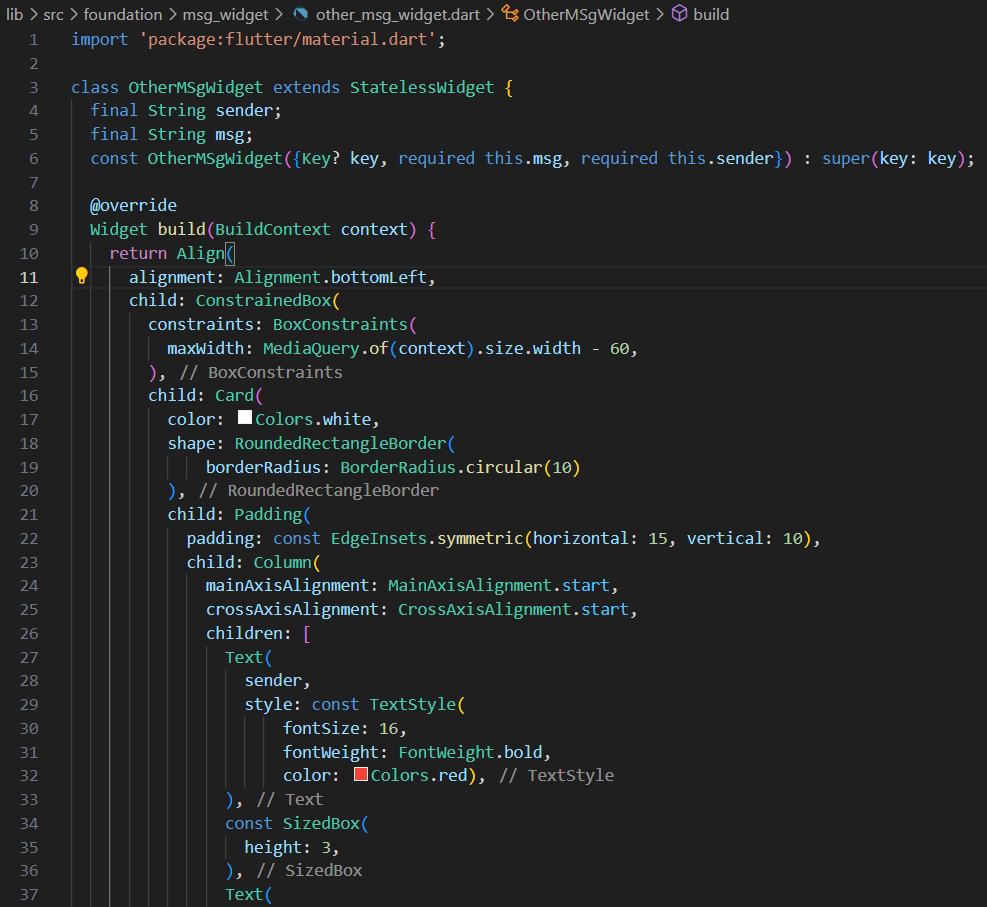 lib > src > foundation > msg_widget > other_msg_widget.dart > OtherMSgWidget > build
1 import 'package:flutter/material.dart';
2
3 class OtherMSgWidget extends StatelessWidget {
4 final String sender;
5 final String msg;
6 const OtherMSgWidget({Key? key, required this.msg, required this.sender}) : super(key: key);
7
8 @override
9 Widget build(BuildContext context) {
10 return Align(
11 alignment: Alignment.bottomLeft,
12 child: ConstrainedBox(
13 constraints: BoxConstraints(
14 maxWidth: MediaQuery.of(context).size.width - 60,
15 ), // BoxConstraints
16 child: Card(
17 color: Colors.white,
18 shape: RoundedRectangleBorder(
19 borderRadius: BorderRadius.circular(10)
20 ), // RoundedRectangleBorder
21 child: Padding(
22 padding: const EdgeInsets.symmetric(horizontal: 15, vertical: 10),
23 child: Column(
24 mainAxisAlignment: MainAxisAlignment.start,
25 crossAxisAlignment: CrossAxisAlignment.start,
26 children: [
27 Text(
28 sender,
29 style: const TextStyle(
30 fontSize: 16,
31 fontWeight: FontWeight.bold,
32 color: Colors.red), // TextStyle
33 ), // Text
34 const SizedBox(
35 height: 3,
36 ), // SizedBox
37 Text(